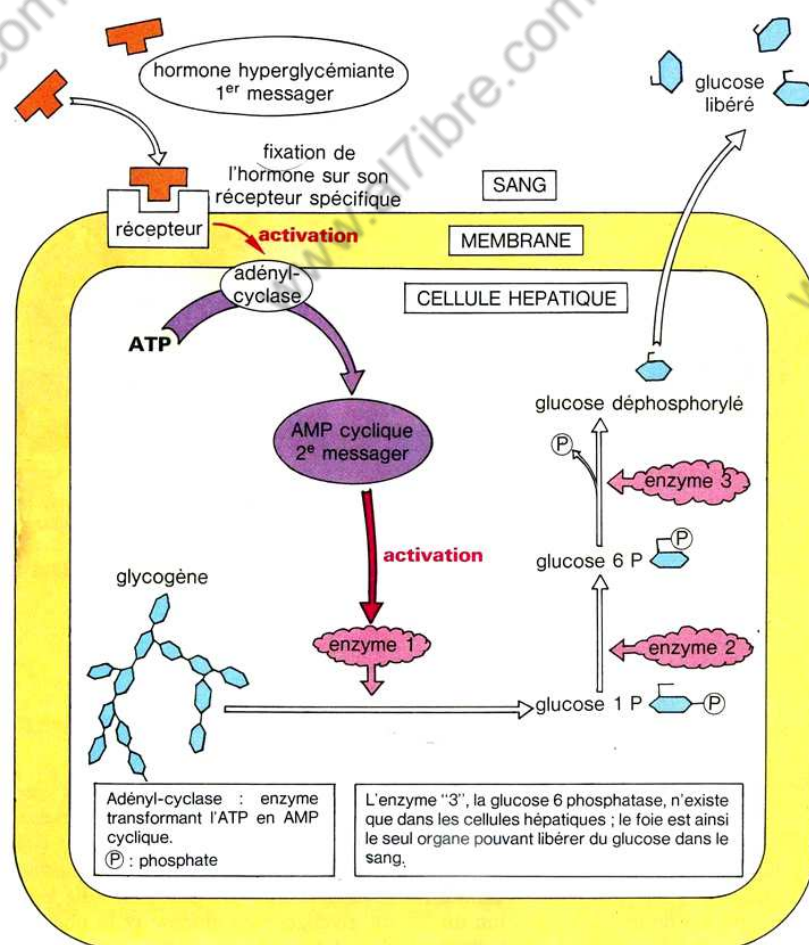 hormone hyperglycémiante
1er messager
glucose
libéré
fixation de
l'hormone sur son
récepteur spécifique
SANG
récepteur
activation
MEMBRANE
adényl-
cyclase
CELLULE HEPATIQUE
ATP
glucose déphosphorylé
AMP cyclique
2e messager
P
enzyme 3
activation
P
glucose 6 P
glycogène
enzyme 1
enzyme 2
glucose 1 P
P
Adényl-cyclase : enzyme
transformant l'ATP en AMP
cyclique.
P : phosphate
L'enzyme "3", la glucose 6 phosphatase, n'existe
que dans les cellules hépatiques ; le foie est ainsi
le seul organe pouvant libérer du glucose dans le
sang.
www.al7ibre.com